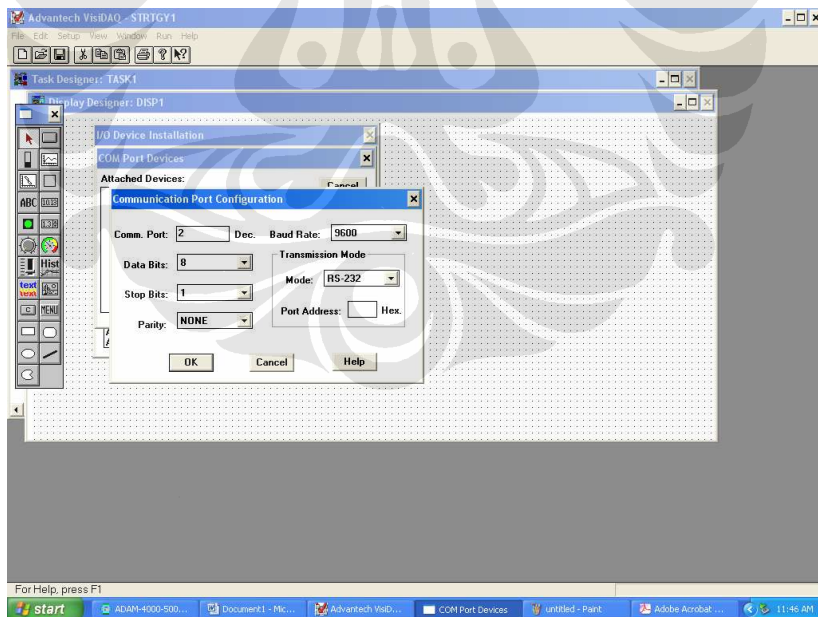 Advantech VisiDAQ - STRTGY1
File Edit Setup View Window Run Help
Task Designer: TASK1
Display Designer: DISP1
I/O Device Installation
COM Port Devices
Attached Devices:
Cancel
Communication Port Configuration
Comm. Port: 2 Dec. Baud Rate: 9600
Transmission Mode
Data Bits: 8
Mode: RS-232
Stop Bits: 1
Port Address: Hex.
Parity: NONE
OK Cancel Help
ABC
Hist
text
text
MENU
For Help, press F1
start ADAM-4000-500... Document1 - Mic... Advantech VisiD... COM Port Devices untitled - Paint Adobe Acrobat ... 11:46 AM